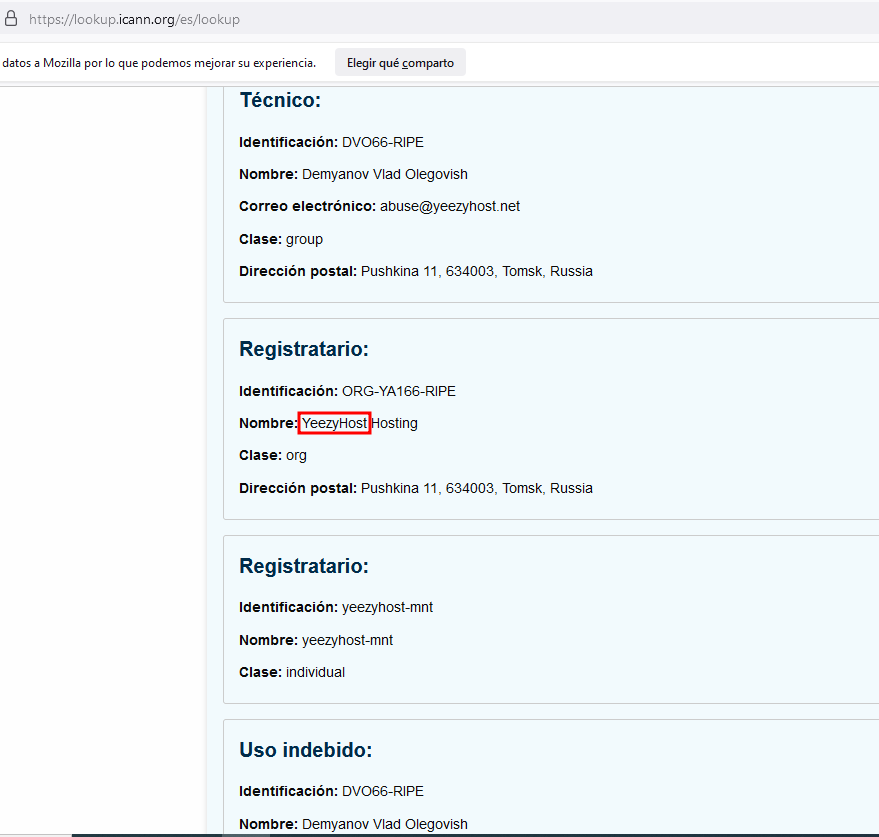 https://lookup.icann.org/es/lookup
datos a Mozilla por lo que podemos mejorar su experiencia. Elegir qué comparto
Técnico:
Identificación: DVO66-RIPE
Nombre: Demyanov Vlad Olegovish
Correo electrónico: abuse@yeezyhost.net
Clase: group
Dirección postal: Pushkina 11, 634003, Tomsk, Russia
Registratario:
Identificación: ORG-YA166-RIPE
Nombre: YeezyHost Hosting
Clase: org
Dirección postal: Pushkina 11, 634003, Tomsk, Russia
Registratario:
Identificación: yeezyhost-mnt
Nombre: yeezyhost-mnt
Clase: individual
Uso indebido:
Identificación: DVO66-RIPE
Nombre: Demyanov Vlad Olegovish